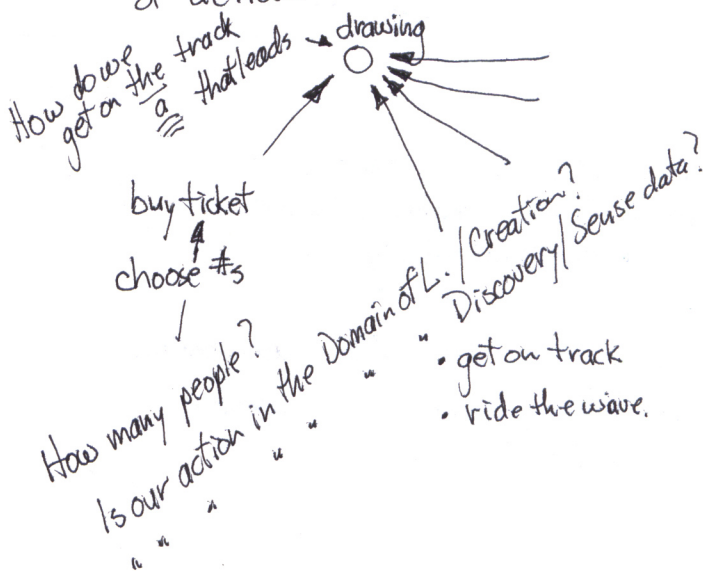 drawing
How do we
get on the track
a that leads
buy ticket
choose #s
How many people?
Is our action in the Domain of L. / Creation?
" " " " " " " Discovery / Sense data?
• get on track
• ride the wave.